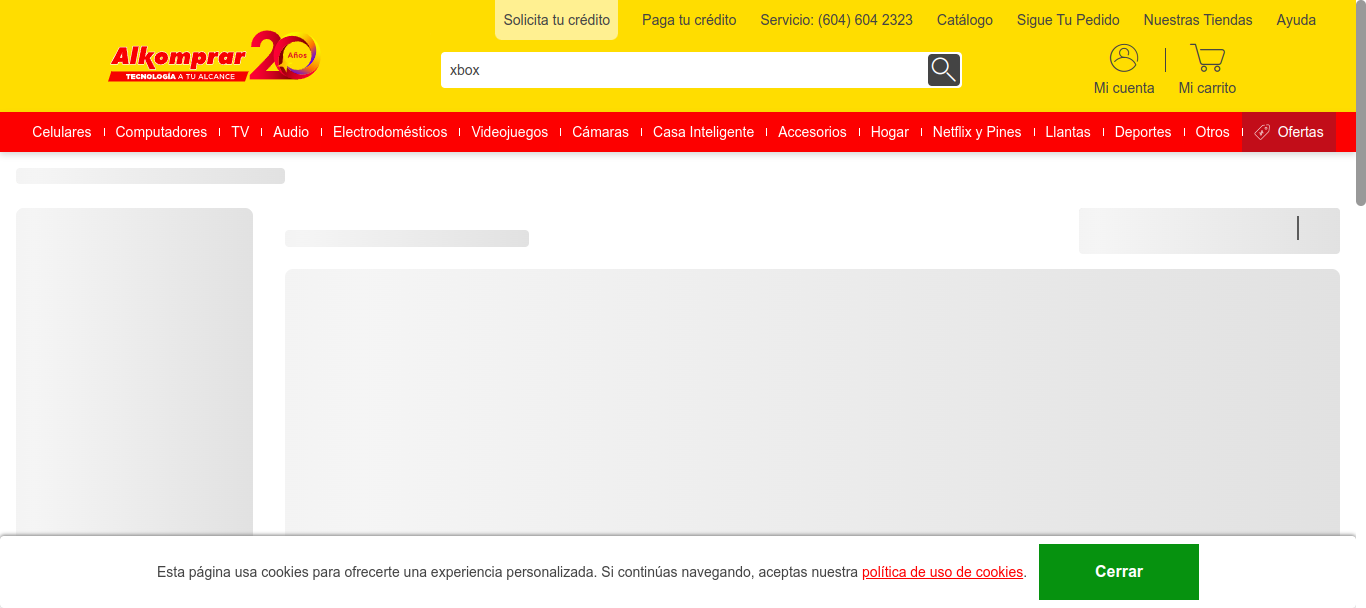 Solicita tu crédito Paga tu crédito Servicio: (604) 604 2323 Catálogo Sigue Tu Pedido Nuestras Tiendas Ayuda
Alkomprar 20 Años
TECNOLOGÍA A TU ALCANCE
xbox
Mi cuenta Mi carrito
Celulares Computadores TV Audio Electrodomésticos Videojuegos Cámaras Casa Inteligente Accesorios Hogar Netflix y Pines Llantas Deportes Otros Ofertas
Esta página usa cookies para ofrecerte una experiencia personalizada. Si continúas navegando, aceptas nuestra política de uso de cookies. Cerrar